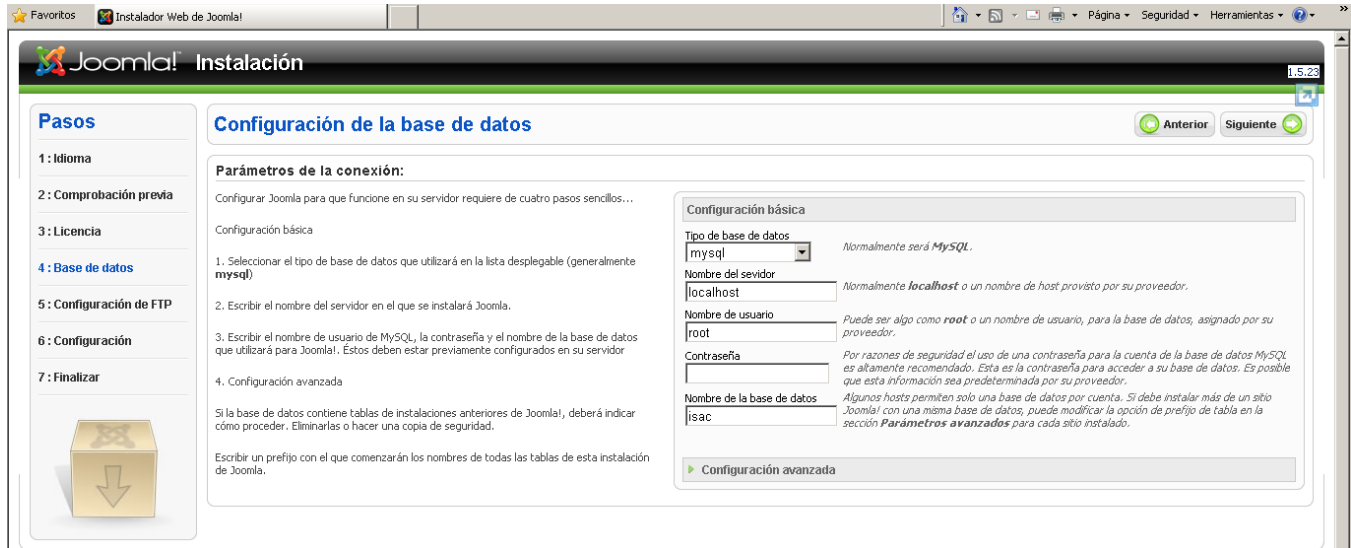 Favoritos
Instalador Web de Joomla!
Página
Seguridad
Herramientas
»
Joomla! Instalación
1.5.23
Pasos
1 : Idioma
2 : Comprobación previa
3 : Licencia
4 : Base de datos
5 : Configuración de FTP
6 : Configuración
7 : Finalizar
Configuración de la base de datos
Anterior
Siguiente
Parámetros de la conexión:
Configurar Joomla para que funcione en su servidor requiere de cuatro pasos sencillos...
Configuración básica
1. Seleccionar el tipo de base de datos que utilizará en la lista desplegable (generalmente
mysql)
2. Escribir el nombre del servidor en el que se instalará Joomla.
3. Escribir el nombre de usuario de MySQL, la contraseña y el nombre de la base de datos
que utilizará para Joomla!. Éstos deben estar previamente configurados en su servidor
4. Configuración avanzada
Si la base de datos contiene tablas de instalaciones anteriores de Joomla!, deberá indicar
cómo proceder. Eliminarlas o hacer una copia de seguridad.
Escribir un prefijo con el que comenzarán los nombres de todas las tablas de esta instalación
de Joomla.
Configuración básica
Tipo de base de datos
mysql
Normalmente será MySQL.
Nombre del sevidor
localhost
Normalmente localhost o un nombre de host provisto por su proveedor.
Nombre de usuario
root
Puede ser algo como root o un nombre de usuario, para la base de datos, asignado por su
proveedor.
Contraseña
Por razones de seguridad el uso de una contraseña para la cuenta de la base de datos MySQL
es altamente recomendado. Esta es la contraseña para acceder a su base de datos. Es posible
que esta información sea predeterminada por su proveedor.
Nombre de la base de datos
isac
Algunos hosts permiten solo una base de datos por cuenta. Si debe instalar más de un sitio
Joomla! con una misma base de datos, puede modificar la opción de prefijo de tabla en la
sección Parámetros avanzados para cada sitio instalado.
Configuración avanzada